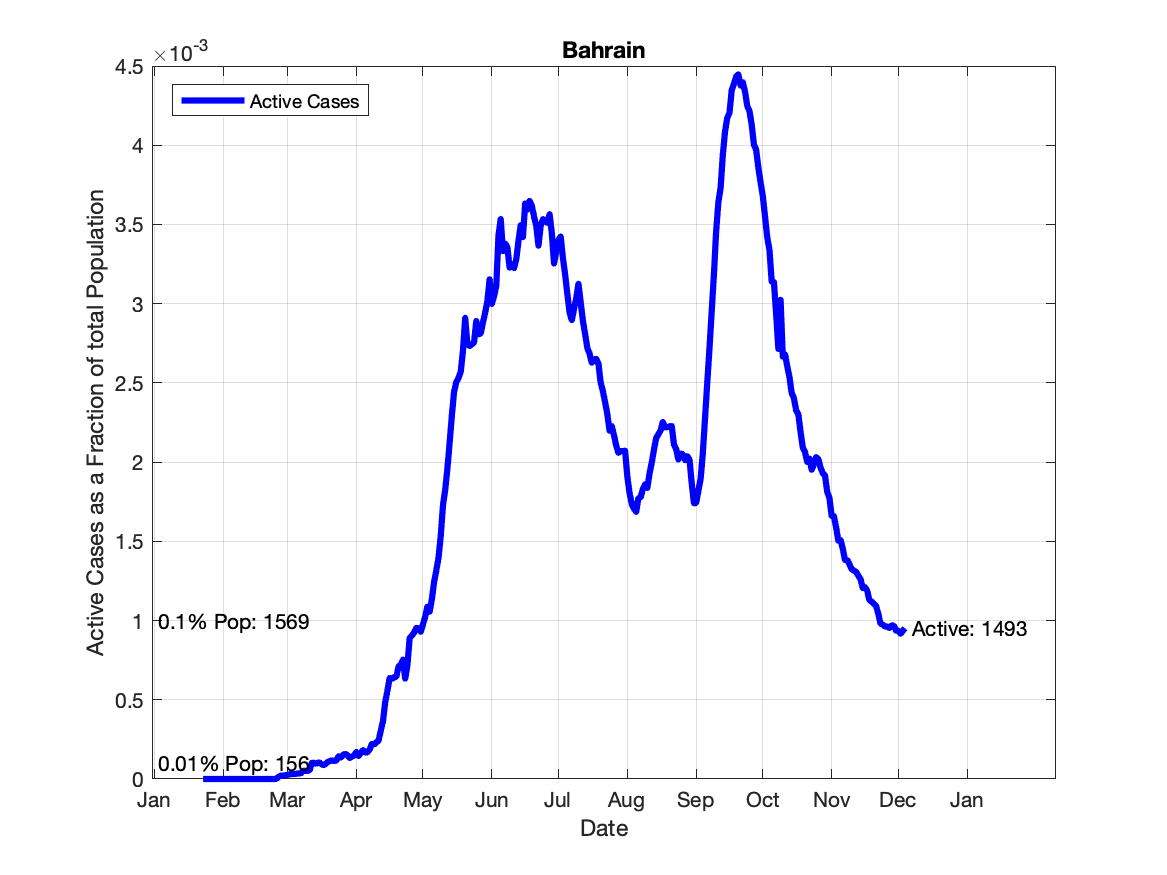 Bahrain
×10-3
Active Cases
4.5
4
3.5
3
2.5
2
1.5
1
0.5
0
Active Cases as a Fraction of total Population
0.1% Pop: 1569
0.01% Pop: 156
Active: 1493
Jan Feb Mar Apr May Jun Jul Aug Sep Oct Nov Dec Jan
Date